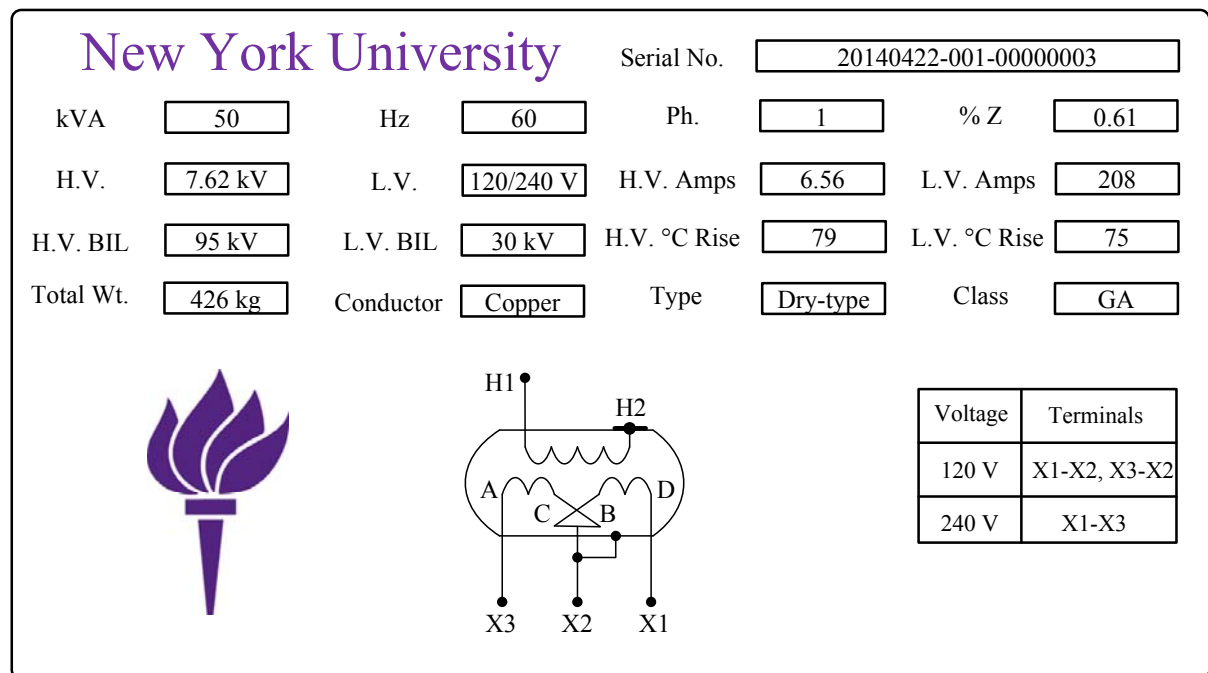 New York University Serial No. 20140422-001-00000003
kVA 50 Hz 60 Ph. 1 % Z 0.61
H.V. 7.62 kV L.V. 120/240 V H.V. Amps 6.56 L.V. Amps 208
H.V. BIL 95 kV L.V. BIL 30 kV H.V. °C Rise 79 L.V. °C Rise 75
Total Wt. 426 kg Conductor Copper Type Dry-type Class GA
H1
H2
A C B D
X3 X2 X1
Voltage Terminals
120 V X1-X2, X3-X2
240 V X1-X3